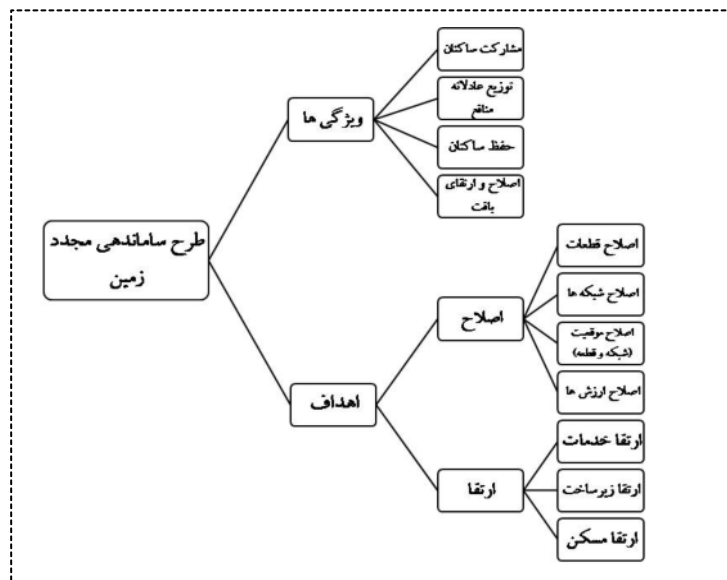 مشارکت ساکنان
توزیع عادلانه
منافع
ویژگی ها
حفظ ساکنان
اصلاح و ارتقای
بافت
طرح ساماندهی مجدد
زمین
اصلاح قطعات
اصلاح شبکه ها
اصلاح
اصلاح موقعیت
(شبکه و قطعه)
اصلاح ارزش ها
اهداف
ارتقا خدمات
ارتقا
ارتقا زیرساخت
ارتقا مسکن